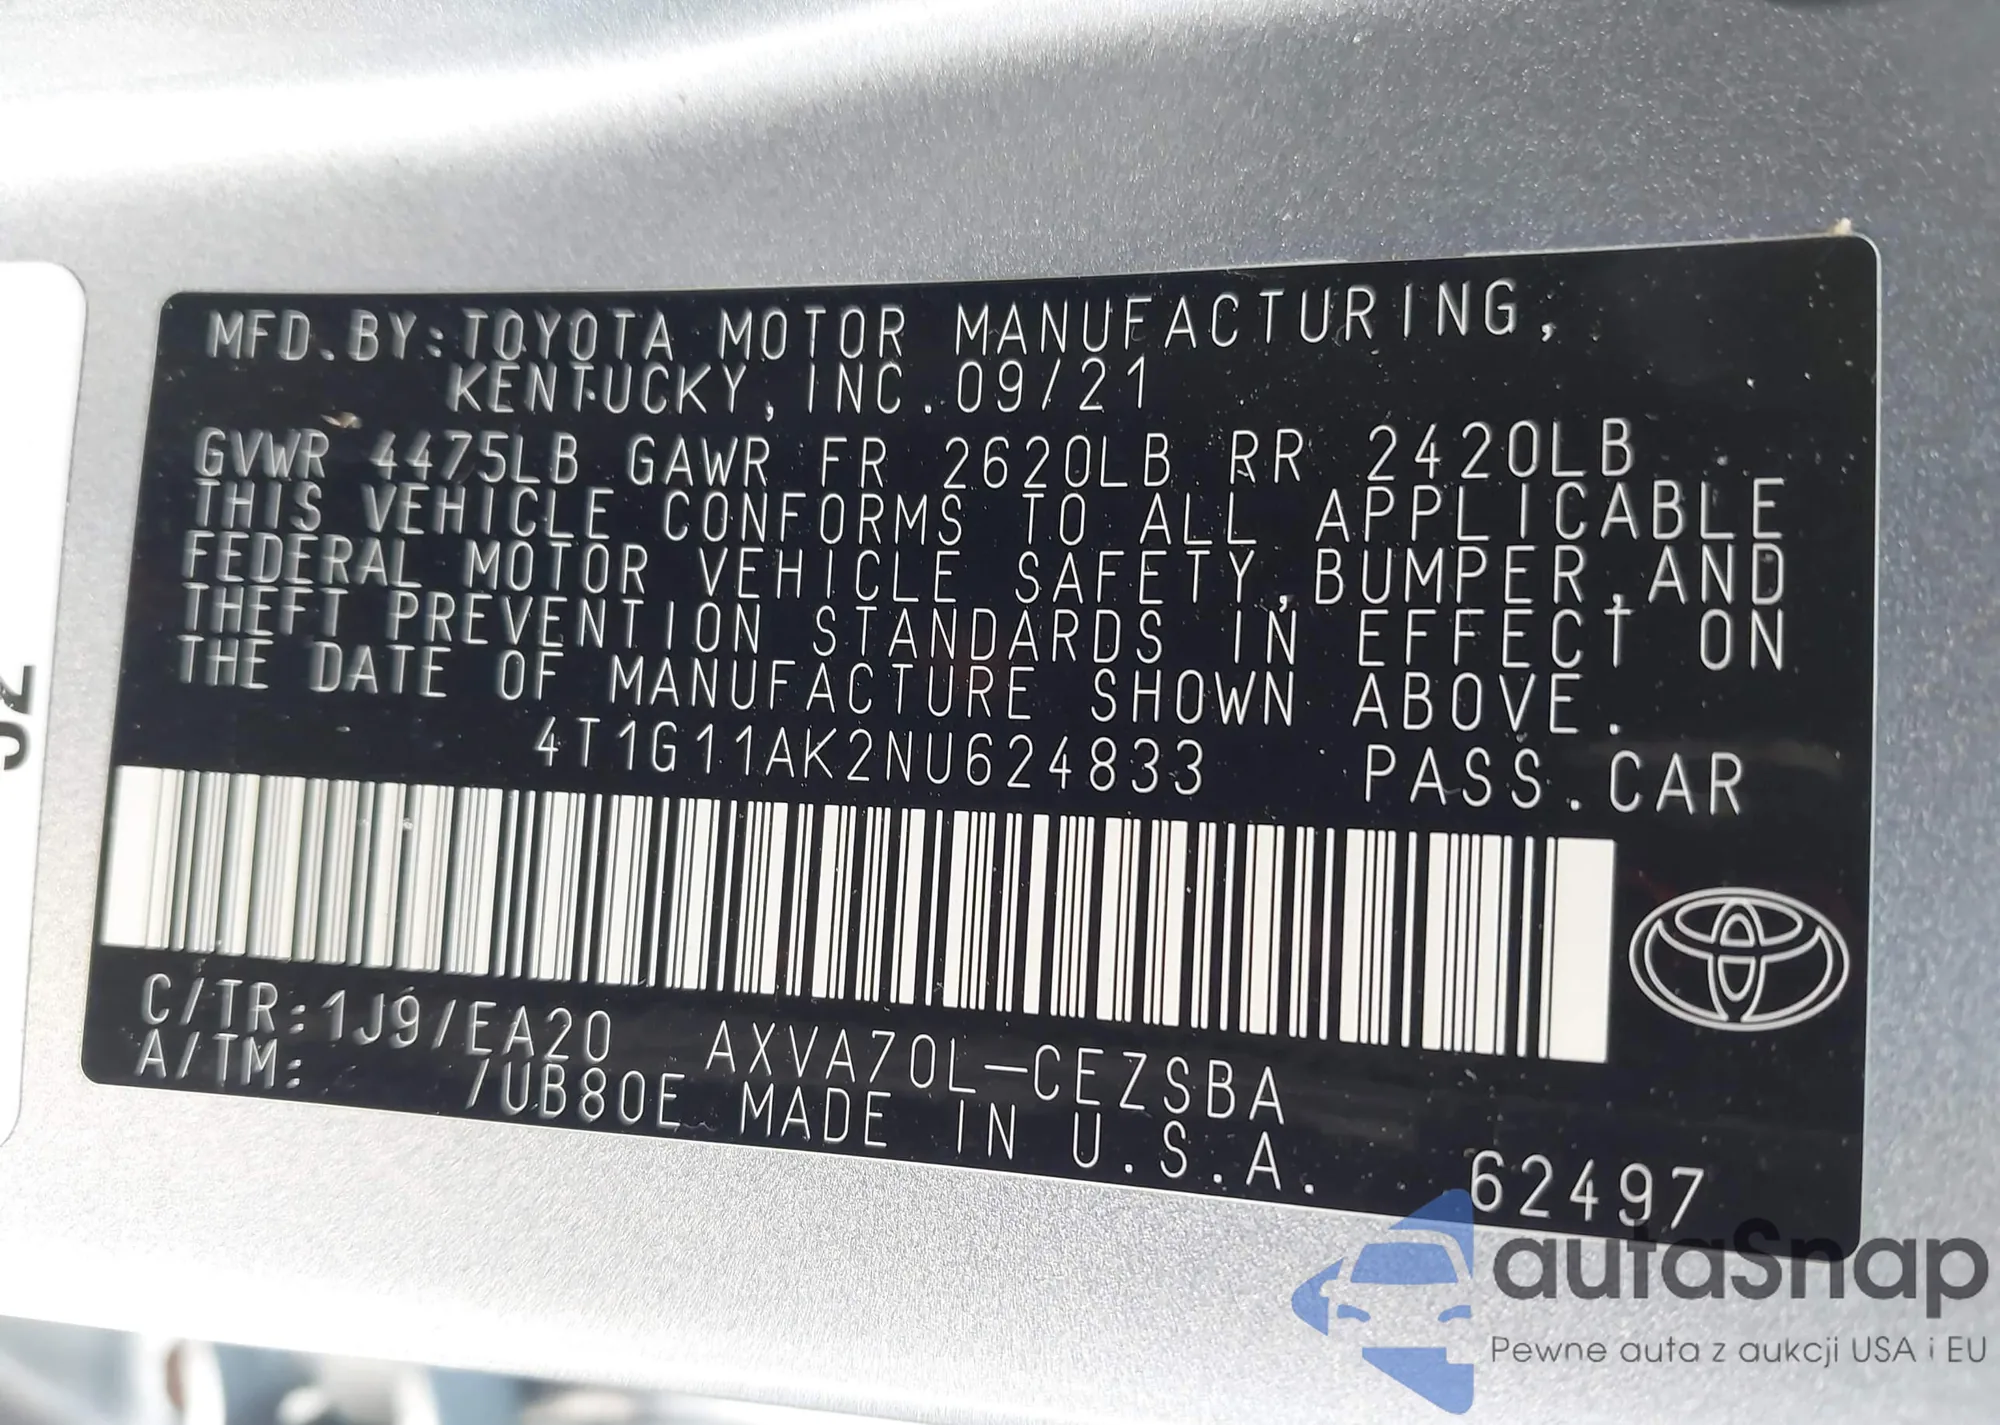 MFD.BY:TOYOTA MOTOR MANUFACTURING,
KENTUCKY, INC. 09/21
GVWR 4475LB GAWR FR 2620LB RR 2420LB
THIS VEHICLE CONFORMS TO ALL APPLICABLE
FEDERAL MOTOR VEHICLE SAFETY,BUMPER,AND
THEFT PREVENTION STANDARDS IN EFFECT ON
THE DATE OF MANUFACTURE SHOWN ABOVE.
4T1G11AK2NU624833 PASS.CAR
C/TR:1J9/EA20 AXVA70L-CEZSBA
A/TM: /UB80E MADE IN U.S.A.
62497
autaSnap
Pewne auta z aukcji USA i EU